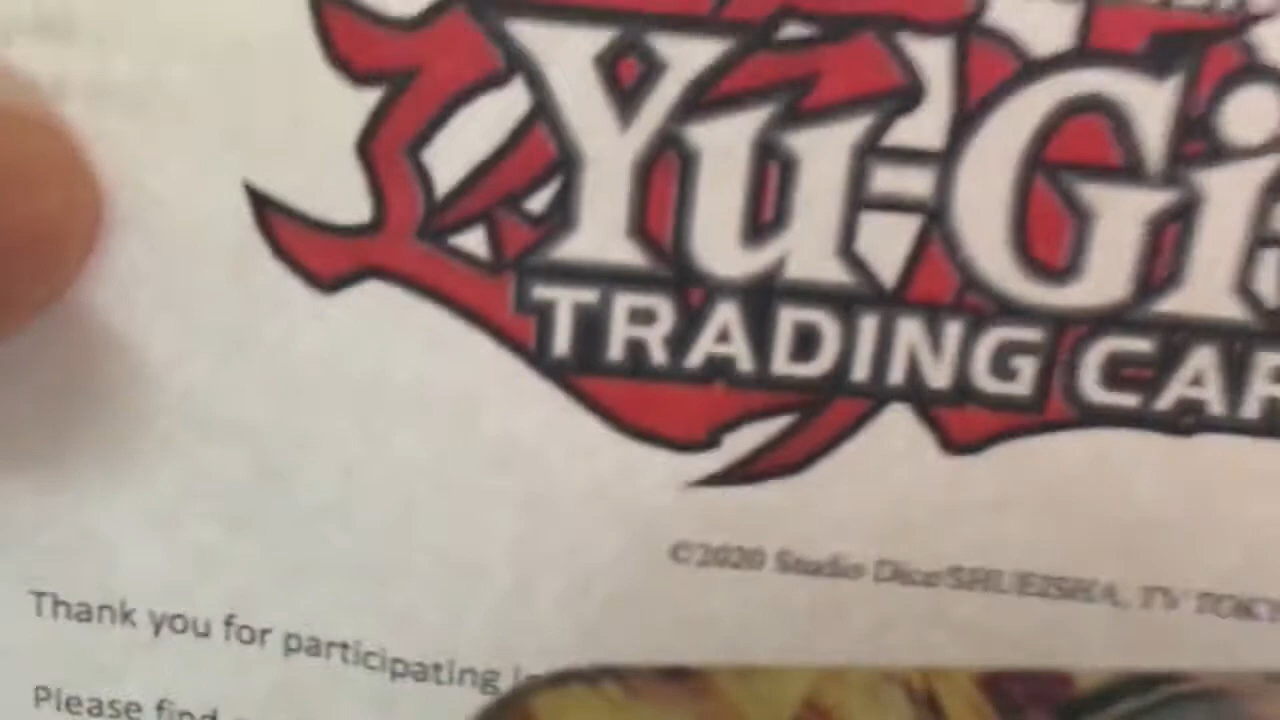 Yu-Gi
TRADING CAR
©2020 Studio Dice/SHUEISHA, TV TOKY
Thank you for participating
Please find